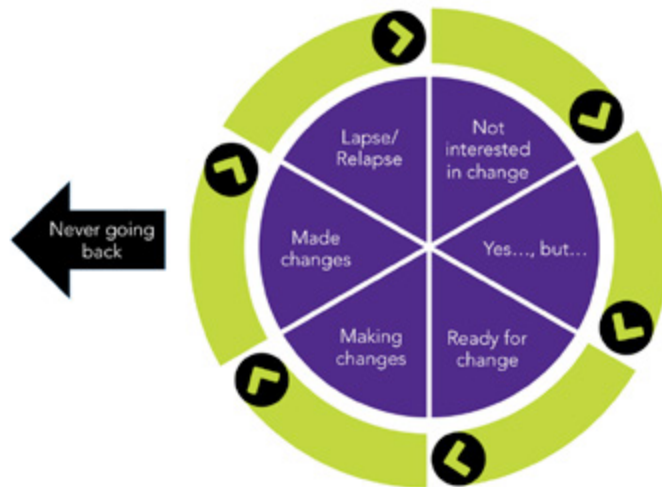 Lapse/
Relapse
Not
interested
in change
Never going
back
Made
changes
Yes..., but...
Making
changes
Ready for
change